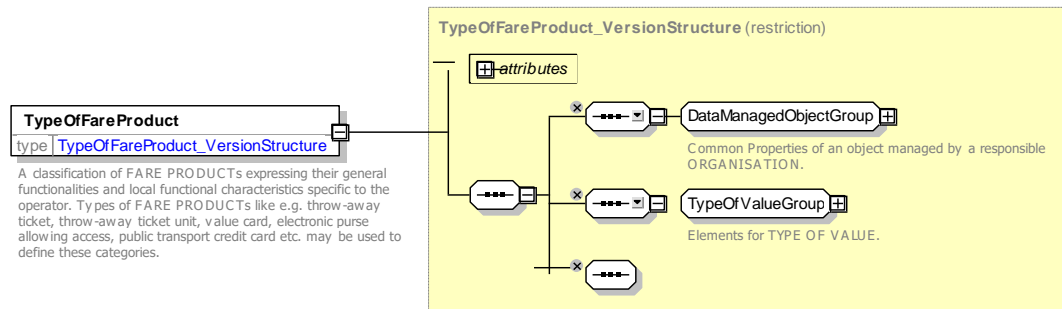 TypeOfFareProduct_VersionStructure (restriction)
attributes
TypeOfFareProduct
type TypeOfFareProduct_VersionStructure
A classification of FARE PRODUCTs expressing their general
functionalities and local functional characteristics specific to the
operator. Types of FARE PRODUCTs like e.g. throw-away
ticket, throw-away ticket unit, value card, electronic purse
allowing access, public transport credit card etc. may be used to
define these categories.
DataManagedObjectGroup
Common Properties of an object managed by a responsible
ORGANISATION.
TypeOfValueGroup
Elements for TYPE OF VALUE.